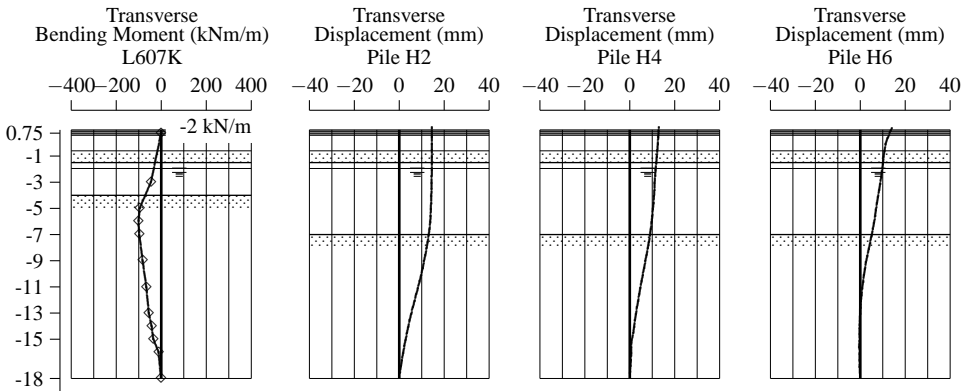 Transverse
Bending Moment (kNm/m)
L607K
−400 −200 0 200 400
Transverse
Displacement (mm)
Pile H2
−40 −20 0 20 40
Transverse
Displacement (mm)
Pile H4
−40 −20 0 20 40
Transverse
Displacement (mm)
Pile H6
−40 −20 0 20 40
-2 kN/m
0.75
-1
-3
-5
-7
-9
-11
-13
-15
-18